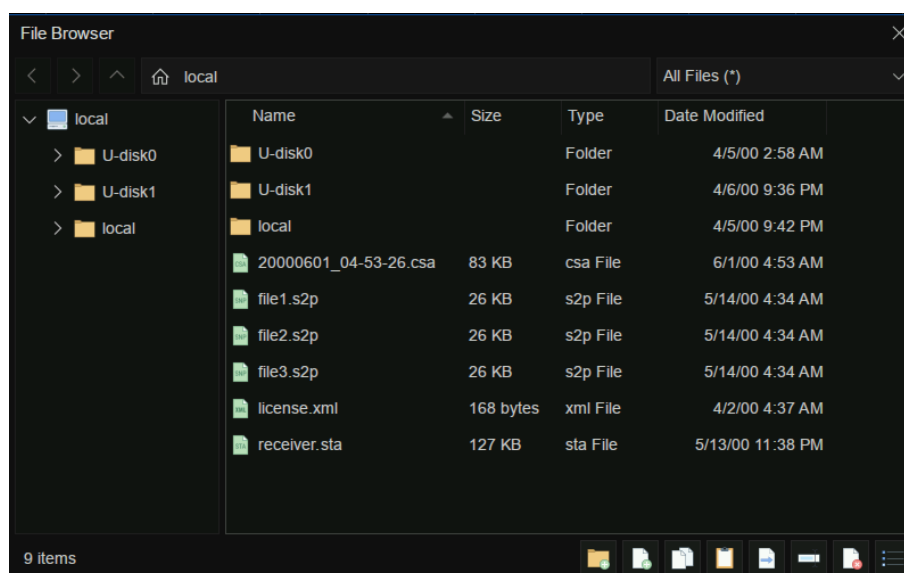 File Browser
local
All Files (*)
local
U-disk0
U-disk1
local
Name Size Type Date Modified
U-disk0 Folder 4/5/00 2:58 AM
U-disk1 Folder 4/6/00 9:36 PM
local Folder 4/5/00 9:42 PM
CSA 20000601_04-53-26.csa 83 KB csa File 6/1/00 4:53 AM
SNP file1.s2p 26 KB s2p File 5/14/00 4:34 AM
SNP file2.s2p 26 KB s2p File 5/14/00 4:34 AM
SNP file3.s2p 26 KB s2p File 5/14/00 4:34 AM
XML license.xml 168 bytes xml File 4/2/00 4:37 AM
STA receiver.sta 127 KB sta File 5/13/00 11:38 PM
9 items